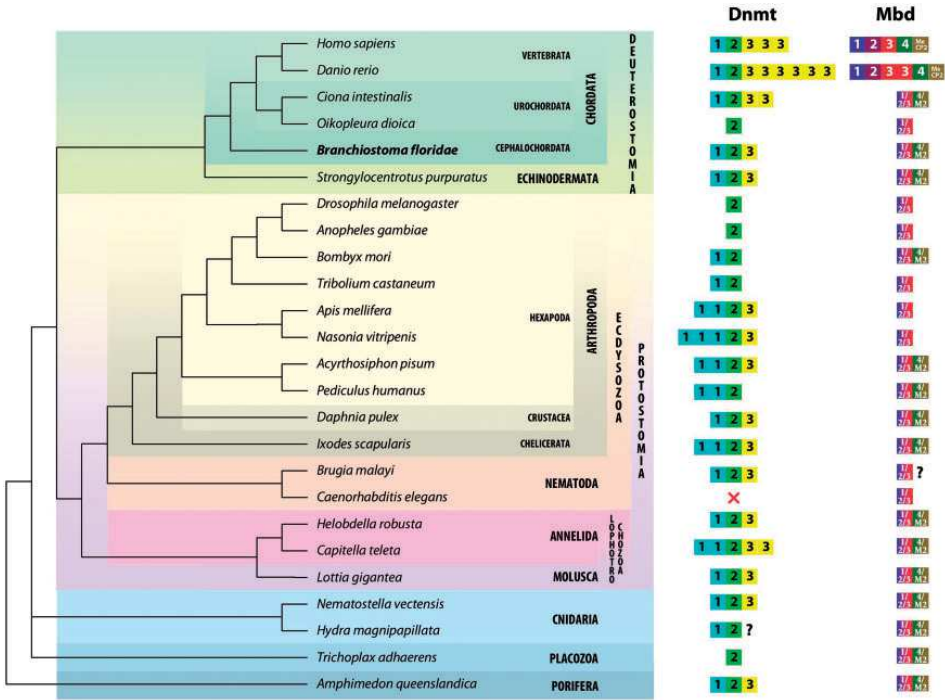 Dnmt Mbd
Homo sapiens 1 2 3 3 3 1 2 3 4 Me CP2
VERTEBRATA
Danio rerio 1 2 3 3 3 3 3 3 1 2 3 3 4 Me CP2
Ciona intestinalis 1 2 3 3 1/ 2/3 4/ M2
UROCHORDATA
Oikopleura dioica 2 1/ 2/3
Branchiostoma floridae CEPHALOCHORDATA 1 2 3 1/ 2/3 4/ M2
CHORDATA
Strongylocentrotus purpuratus ECHINODERMATA 1 2 3 1/ 2/3 4/ M2
DEUTEROSTOMIA
Drosophila melanogaster 2 1/ 2/3
Anopheles gambiae 2 1/ 2/3
Bombyx mori 1 2 1/ 2/3 4/ M2
Tribolium castaneum 1 2 1/ 2/3
Apis mellifera 1 1 2 3 1/ 2/3
HEXAPODA
Nasonia vitripenis 1 1 1 2 3 1/ 2/3
Acyrthosiphon pisum 1 1 2 3 1/ 2/3 4/ M2
Pediculus humanus 1 1 2 1/ 2/3 4/ M2
Daphnia pulex CRUSTACEA 1 2 3 1/ 2/3 4/ M2
Ixodes scapularis CHELICERATA 1 1 2 3 1/ 2/3 4/ M2
ARTHROPODA
Brugia malayi 1 2 3 1/ 2/3 ?
NEMATODA
Caenorhabditis elegans × 1/ 2/3
ECDYSOZOA
Helobdella robusta 1 2 3 1/ 2/3 4/ M2
ANNELIDA
Capitella teleta 1 1 2 3 3 1/ 2/3 4/ M2
Lottia gigantea MOLUSCA 1 2 3 1/ 2/3 4/ M2
LOPHOTRO
CHOZOA
PROTOSTOMIA
Nematostella vectensis 1 2 3 1/ 2/3 4/ M2
CNIDARIA
Hydra magnipapillata 1 2 ? 1/ 2/3 4/ M2
Trichoplax adhaerens PLACOZOA 2 1/ 2/3 4/ M2
Amphimedon queenslandica PORIFERA 1 2 3 1/ 2/3 4/ M2